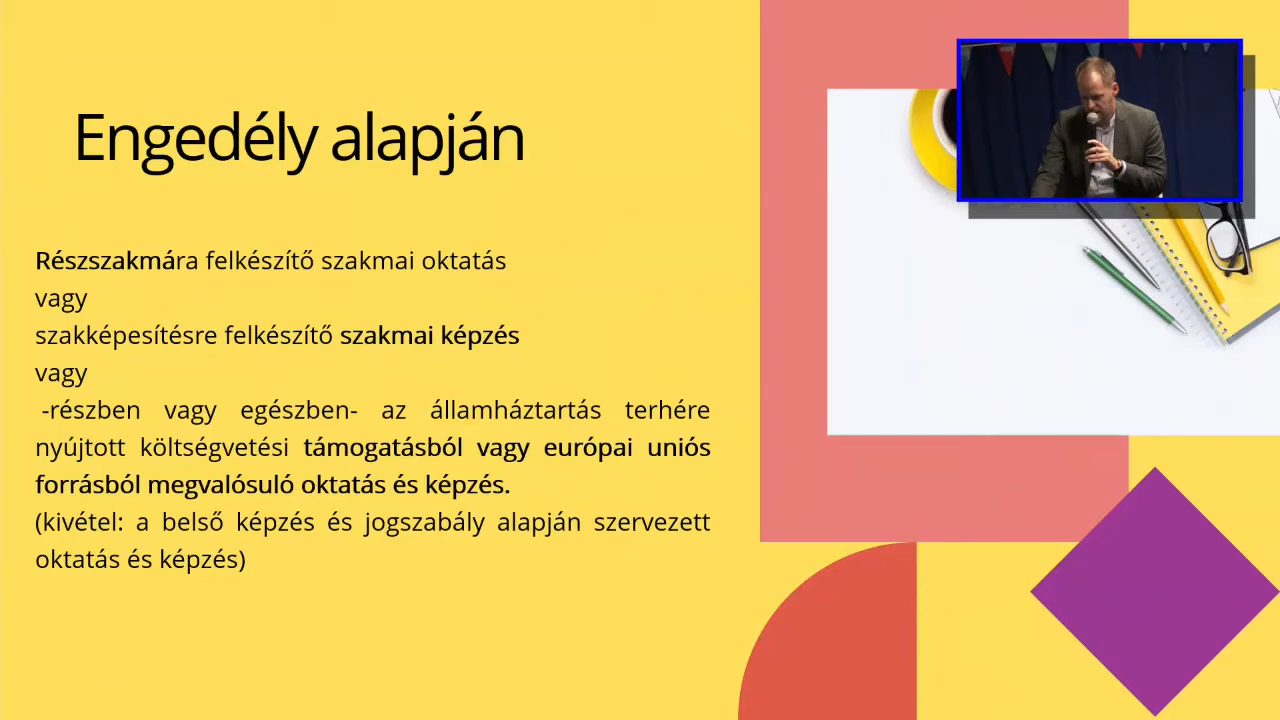 Engedély alapján
Részszakmára felkészítő szakmai oktatás
vagy
szakképesítésre felkészítő szakmai képzés
vagy
-részben vagy egészben- az államháztartás terhére
nyújtott költségvetési támogatásból vagy európai uniós
forrásból megvalósuló oktatás és képzés.
(kivétel: a belső képzés és jogszabály alapján szervezett
oktatás és képzés)